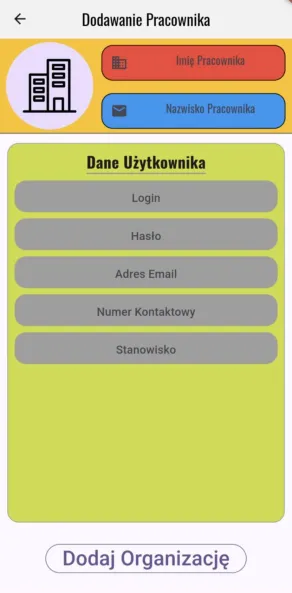 Dodawanie Pracownika
Imię Pracownika
Nazwisko Pracownika
Dane Użytkownika
Login
Hasło
Adres Email
Numer Kontaktowy
Stanowisko
Dodaj Organizację